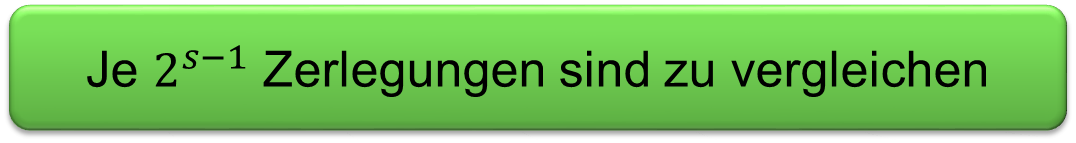 Je 2^{s−1} Zerlegungen sind zu vergleichen